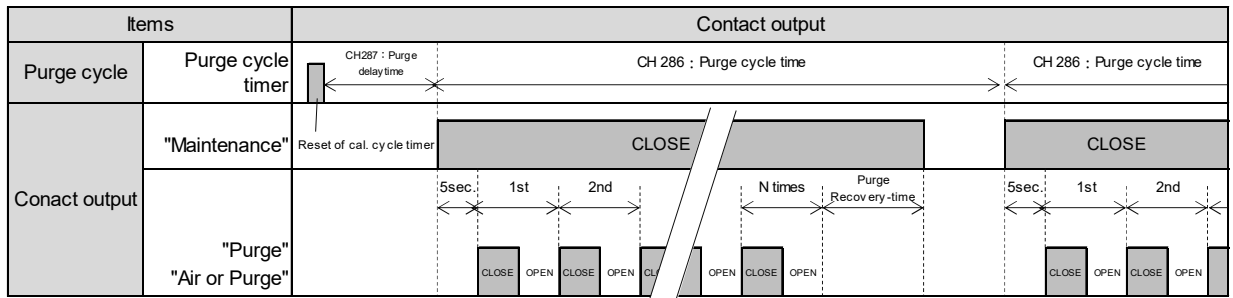 Items
Contact output
Purge cycle
Purge cycle
timer
CH287：Purge
delaytime
CH 286：Purge cycle time
CH 286：Purge cycle time
Reset of cal. cycle timer
Conact output
"Maintenance"
CLOSE
CLOSE
5sec.
1st
2nd
N times
Purge
Recovery-time
5sec.
1st
2nd
"Purge"
"Air or Purge"
CLOSE
OPEN
CLOSE
OPEN
OPEN
CLOSE
OPEN
CLOSE
OPEN
CLOSE
OPEN